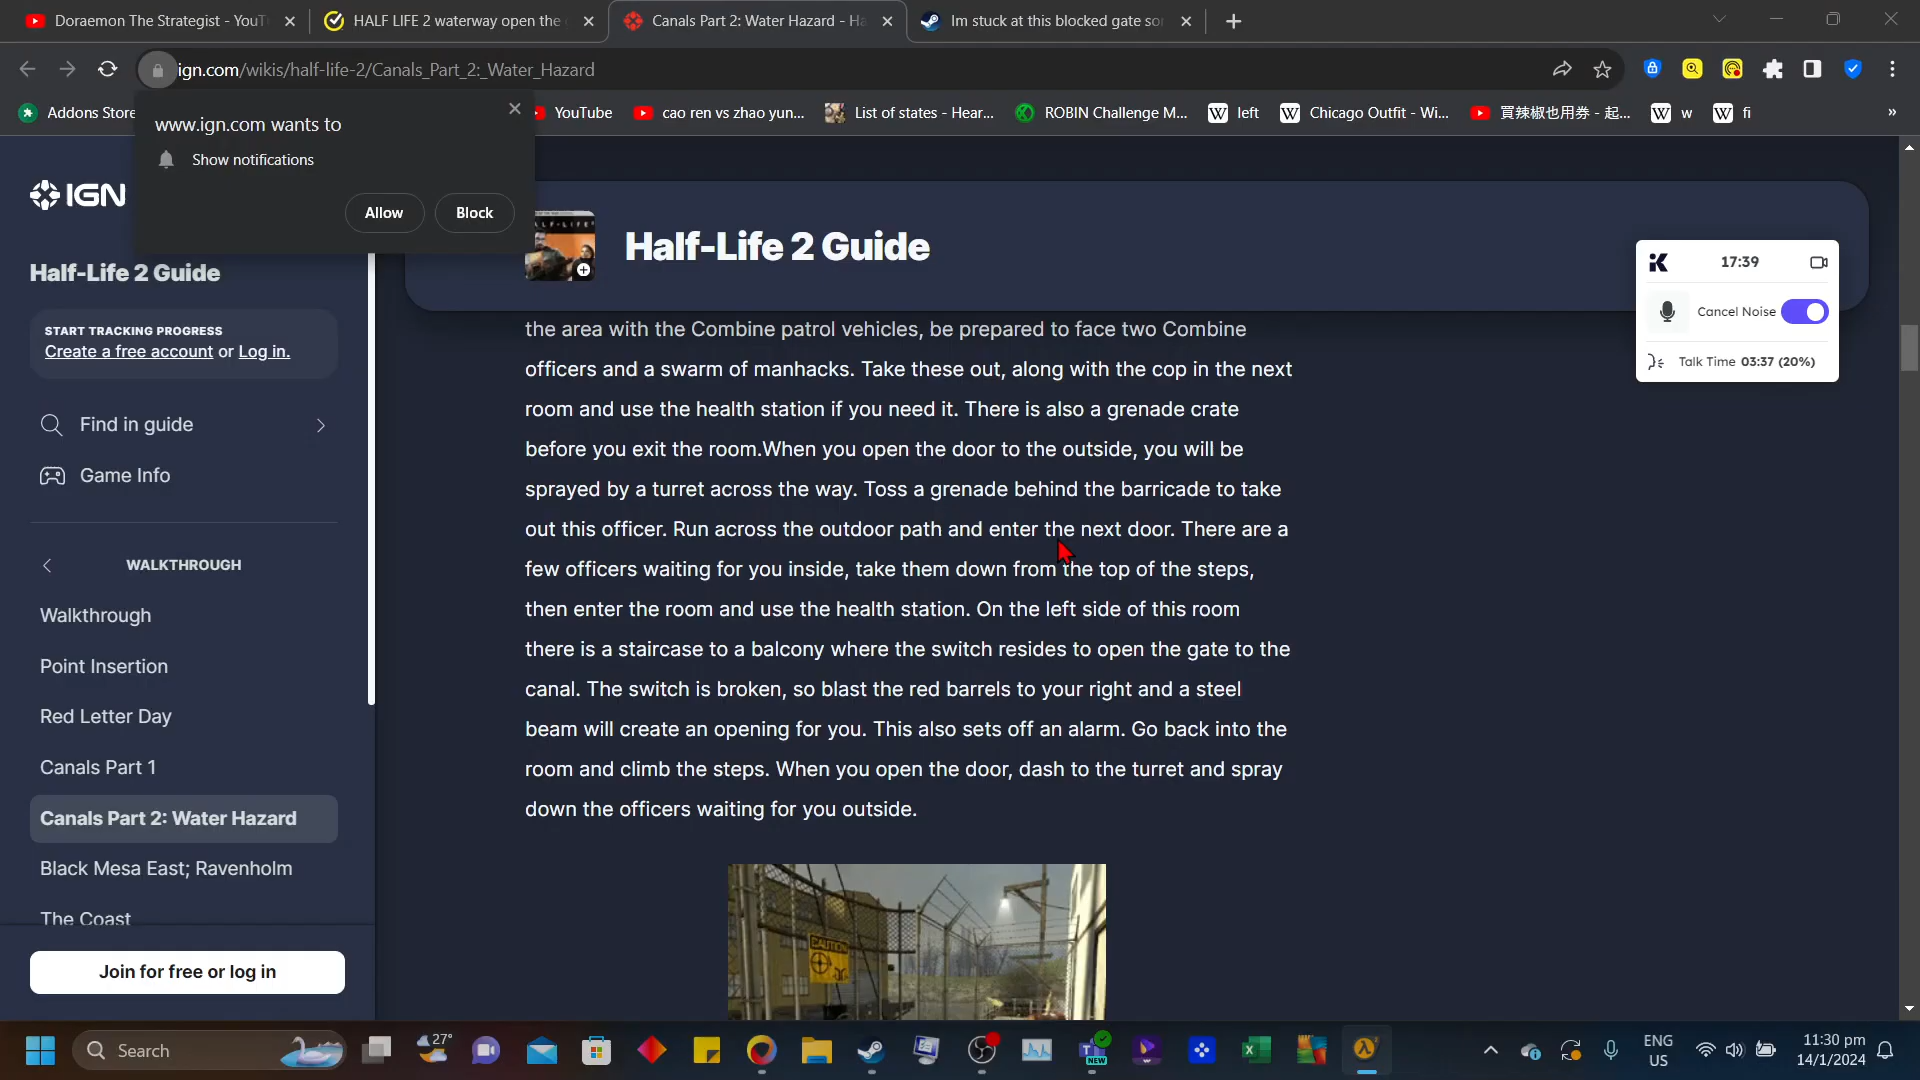 Doraemon The Strategist - YouT
HALF LIFE 2 waterway open the
Canals Part 2: Water Hazard - Ha
Im stuck at this blocked gate so
ign.com/wikis/half-life-2/Canals_Part_2:_Water_Hazard
Addons Store
YouTube
cao ren vs zhao yun...
List of states - Hear...
ROBIN Challenge M...
left
Chicago Outfit - Wi...
買辣椒也用券 - 起...
w
fi
»
www.ign.com wants to
Show notifications
Allow
Block
IGN
Half-Life 2 Guide
START TRACKING PROGRESS
Create a free account or Log in.
Find in guide
Game Info
WALKTHROUGH
Walkthrough
Point Insertion
Red Letter Day
Canals Part 1
Canals Part 2: Water Hazard
Black Mesa East; Ravenholm
The Coast
Join for free or log in
HALF-LIFE
Half-Life 2 Guide
the area with the Combine patrol vehicles, be prepared to face two Combine
officers and a swarm of manhacks. Take these out, along with the cop in the next
room and use the health station if you need it. There is also a grenade crate
before you exit the room.When you open the door to the outside, you will be
sprayed by a turret across the way. Toss a grenade behind the barricade to take
out this officer. Run across the outdoor path and enter the next door. There are a
few officers waiting for you inside, take them down from the top of the steps,
then enter the room and use the health station. On the left side of this room
there is a staircase to a balcony where the switch resides to open the gate to the
canal. The switch is broken, so blast the red barrels to your right and a steel
beam will create an opening for you. This also sets off an alarm. Go back into the
room and climb the steps. When you open the door, dash to the turret and spray
down the officers waiting for you outside.
CAUTION
17:39
Cancel Noise
Talk Time 03:37 (20%)
Search
27°
NEW
ENG
US
11:30 pm
14/1/2024